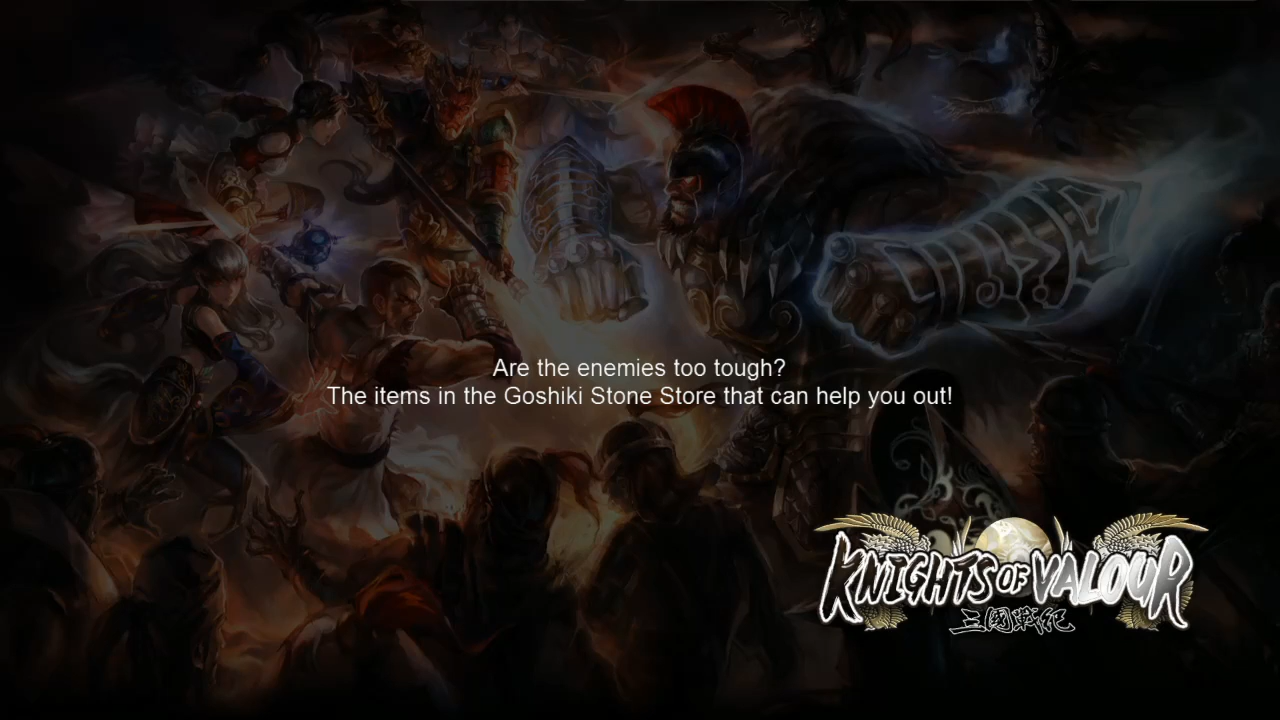 Are the enemies too tough?
The items in the Goshiki Stone Store that can help you out!
KNIGHTS OF VALOUR
三國戰紀